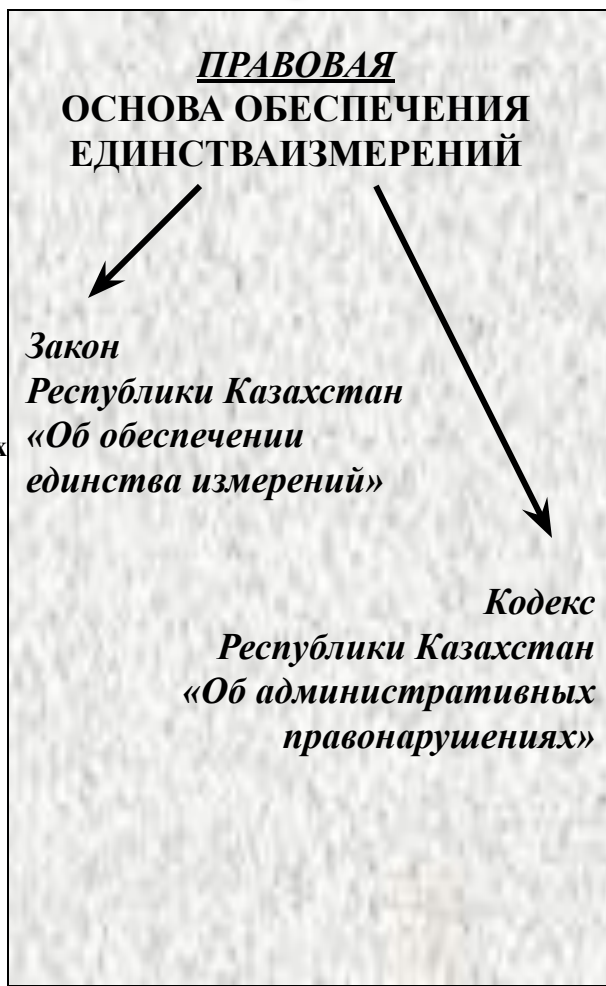 ПРАВОВАЯ
ОСНОВА ОБЕСПЕЧЕНИЯ
ЕДИНСТВАИЗМЕРЕНИЙ
Закон
Республики Казахстан
«Об обеспечении
единства измерений»
х
Кодекс
Республики Казахстан
«Об административных
правонарушениях»